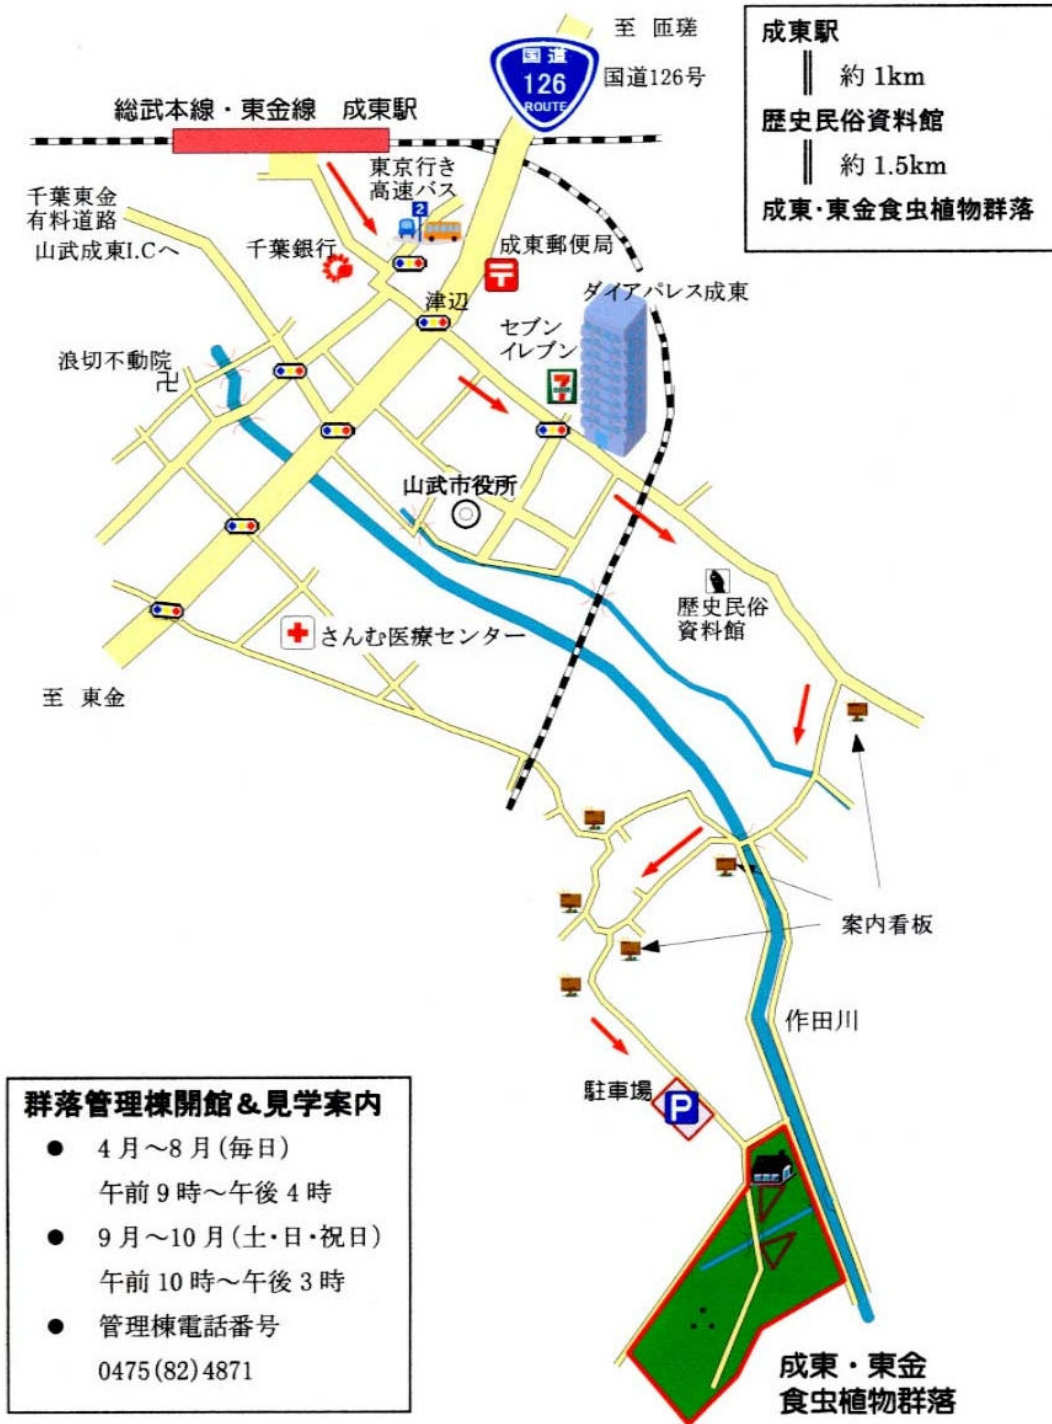 至 匝瑳
国道
126
ROUTE
国道126号
成東駅
約 1km
歴史民俗資料館
約 1.5km
成東・東金食虫植物群落
総武本線・東金線 成東駅
東京行き
高速バス
2
千葉東金
有料道路
山武成東I.Cへ
千葉銀行
成東郵便局
津辺
ダイアパレス成東
セブン
イレブン
7
浪切不動院
卍
山武市役所
歴史民俗
資料館
さんむ医療センター
至 東金
案内看板
作田川
駐車場
P
群落管理棟開館&見学案内
● 4月~8月(毎日)
午前9時~午後4時
● 9月~10月(土・日・祝日)
午前10時~午後3時
● 管理棟電話番号
0475(82)4871
成東・東金
食虫植物群落